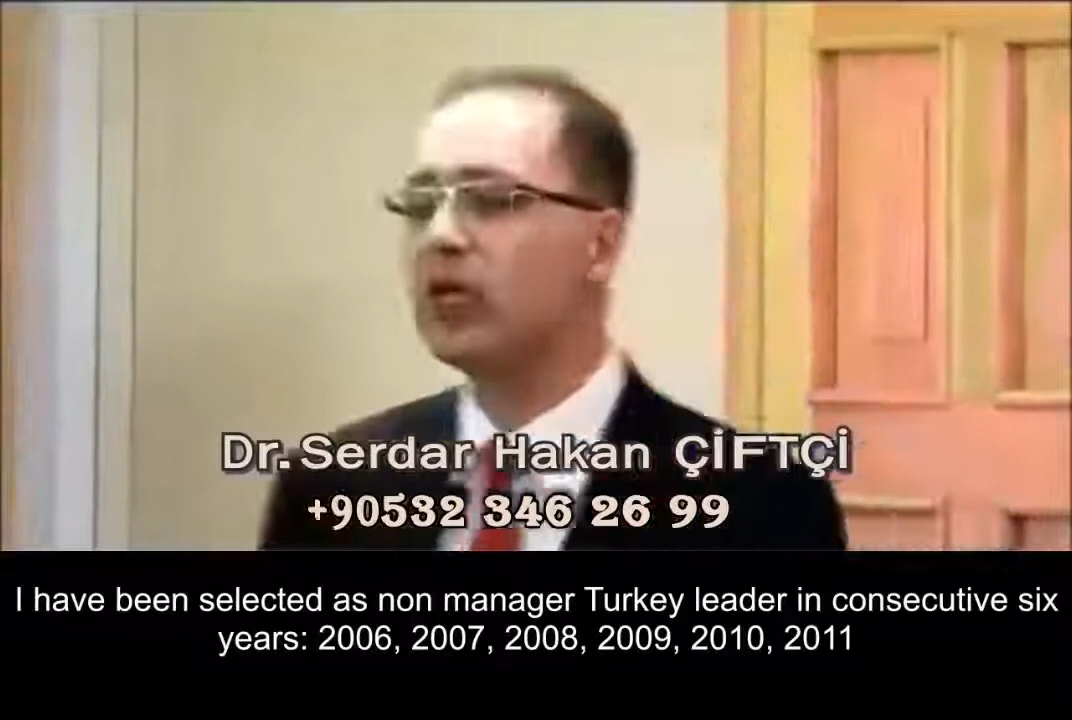 Dr. Serdar Hakan ÇİFTÇİ
+90532 346 26 99
I have been selected as non manager Turkey leader in consecutive six
years: 2006, 2007, 2008, 2009, 2010, 2011